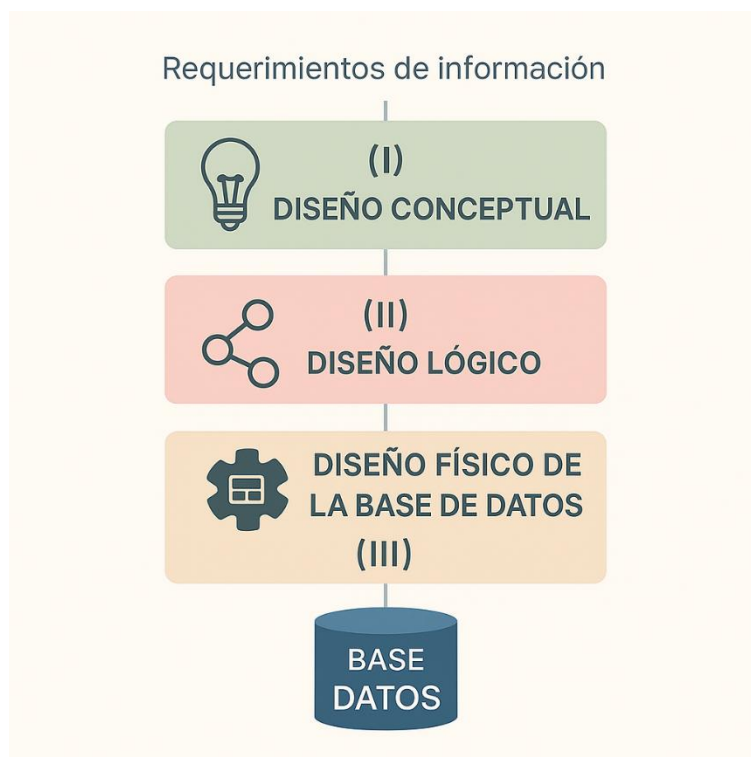 Requerimientos de información
(I)
DISEÑO CONCEPTUAL
(II)
DISEÑO LÓGICO
DISEÑO FÍSICO DE
LA BASE DE DATOS
(III)
BASE
DATOS